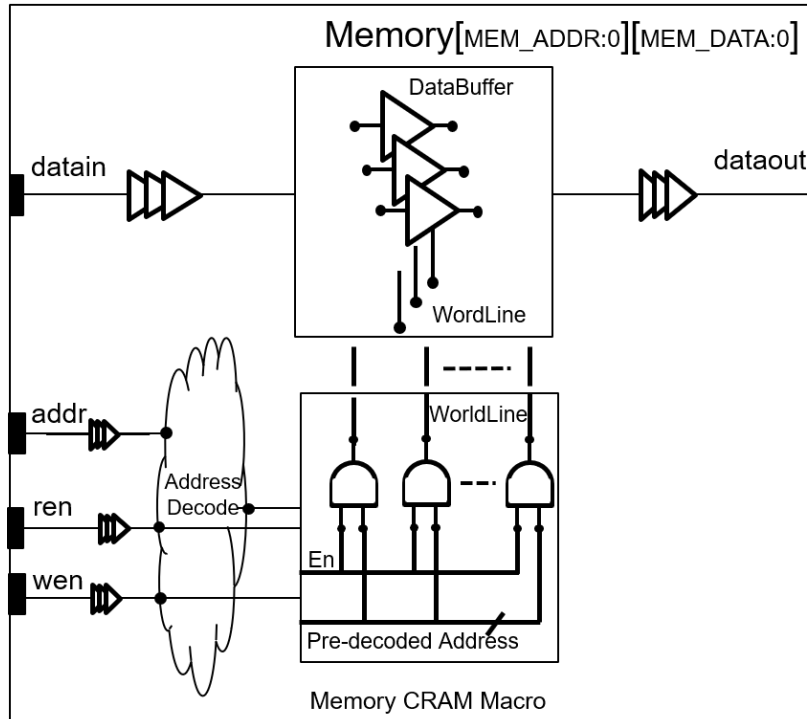 Memory[MEM_ADDR:0][MEM_DATA:0]
DataBuffer
datain
dataout
WordLine
addr
WorldLine
Address
Decode
ren
En
wen
Pre-decoded Address
Memory CRAM Macro